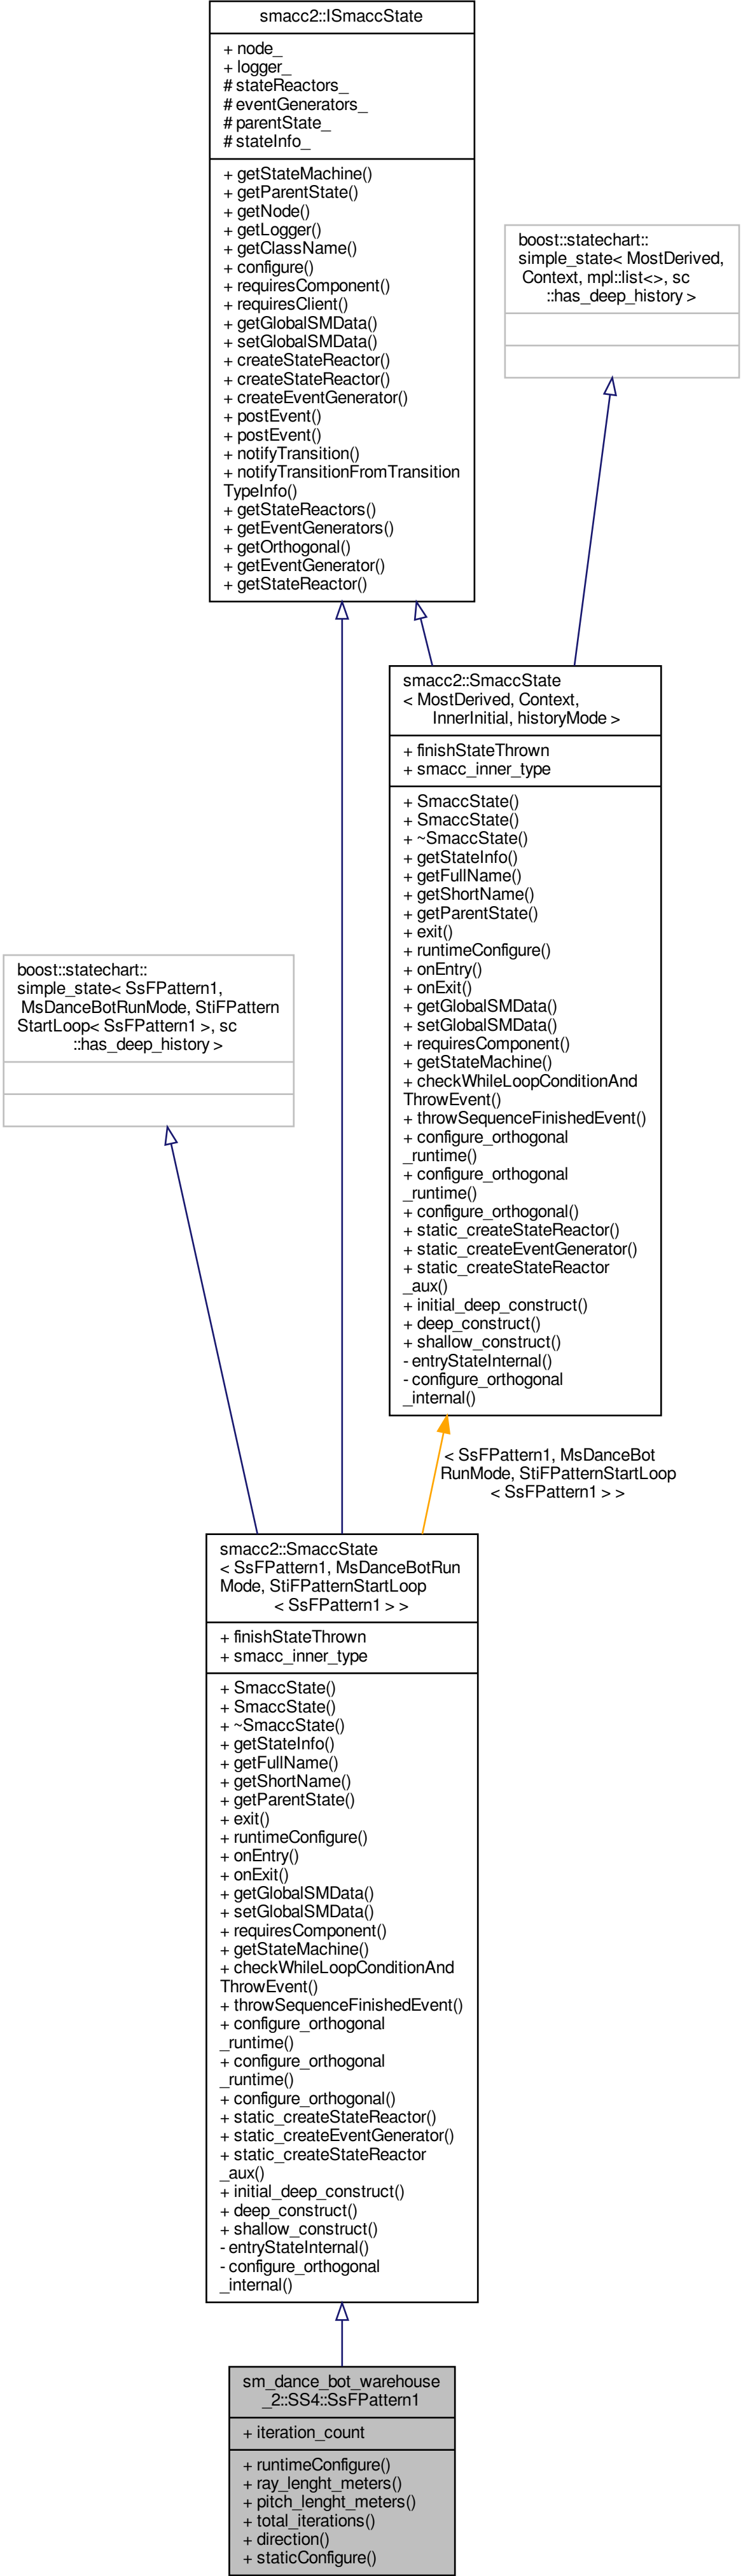 smacc2::ISmaccState
+ node_
+ logger_
# stateReactors_
# eventGenerators_
# parentState_
# stateInfo_
+ getStateMachine()
+ getParentState()
+ getNode()
+ getLogger()
+ getClassName()
+ configure()
+ requiresComponent()
+ requiresClient()
+ getGlobalSMData()
+ setGlobalSMData()
+ createStateReactor()
+ createStateReactor()
+ createEventGenerator()
+ postEvent()
+ postEvent()
+ notifyTransition()
+ notifyTransitionFromTransition
TypeInfo()
+ getStateReactors()
+ getEventGenerators()
+ getOrthogonal()
+ getEventGenerator()
+ getStateReactor()
boost::statechart::
simple_state< MostDerived,
Context, mpl::list<>, sc
::has_deep_history >
smacc2::SmaccState
< MostDerived, Context,
InnerInitial, historyMode >
+ finishStateThrown
+ smacc_inner_type
+ SmaccState()
+ SmaccState()
+ ~SmaccState()
+ getStateInfo()
+ getFullName()
+ getShortName()
+ getParentState()
+ exit()
+ runtimeConfigure()
+ onEntry()
+ onExit()
+ getGlobalSMData()
+ setGlobalSMData()
+ requiresComponent()
+ getStateMachine()
+ checkWhileLoopConditionAnd
ThrowEvent()
+ throwSequenceFinishedEvent()
+ configure_orthogonal
_runtime()
+ configure_orthogonal
_runtime()
+ configure_orthogonal()
+ static_createStateReactor()
+ static_createEventGenerator()
+ static_createStateReactor
_aux()
+ initial_deep_construct()
+ deep_construct()
+ shallow_construct()
- entryStateInternal()
- configure_orthogonal
_internal()
boost::statechart::
simple_state< SsFPattern1,
MsDanceBotRunMode, StiFPattern
StartLoop< SsFPattern1 >, sc
::has_deep_history >
< SsFPattern1, MsDanceBot
RunMode, StiFPatternStartLoop
< SsFPattern1 > >
smacc2::SmaccState
< SsFPattern1, MsDanceBotRun
Mode, StiFPatternStartLoop
< SsFPattern1 > >
+ finishStateThrown
+ smacc_inner_type
+ SmaccState()
+ SmaccState()
+ ~SmaccState()
+ getStateInfo()
+ getFullName()
+ getShortName()
+ getParentState()
+ exit()
+ runtimeConfigure()
+ onEntry()
+ onExit()
+ getGlobalSMData()
+ setGlobalSMData()
+ requiresComponent()
+ getStateMachine()
+ checkWhileLoopConditionAnd
ThrowEvent()
+ throwSequenceFinishedEvent()
+ configure_orthogonal
_runtime()
+ configure_orthogonal
_runtime()
+ configure_orthogonal()
+ static_createStateReactor()
+ static_createEventGenerator()
+ static_createStateReactor
_aux()
+ initial_deep_construct()
+ deep_construct()
+ shallow_construct()
- entryStateInternal()
- configure_orthogonal
_internal()
sm_dance_bot_warehouse
_2::SS4::SsFPattern1
+ iteration_count
+ runtimeConfigure()
+ ray_lenght_meters()
+ pitch_lenght_meters()
+ total_iterations()
+ direction()
+ staticConfigure()